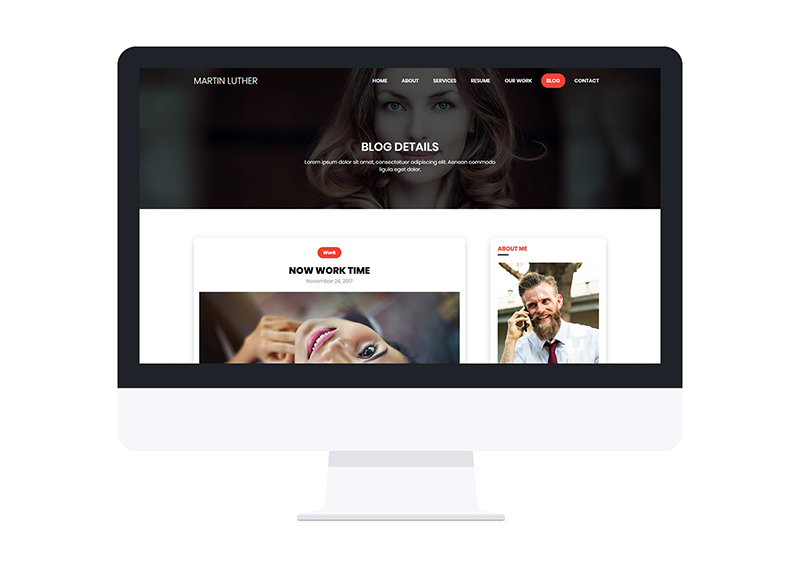 MARTIN LUTHER
HOME ABOUT SERVICES RESUME OUR WORK BLOG CONTACT
BLOG DETAILS
Lorem ipsum dolor sit amet, consectetuer adipiscing elit. Aenean commodo
ligula eget dolor.
Work
NOW WORK TIME
November 24, 2017
ABOUT ME